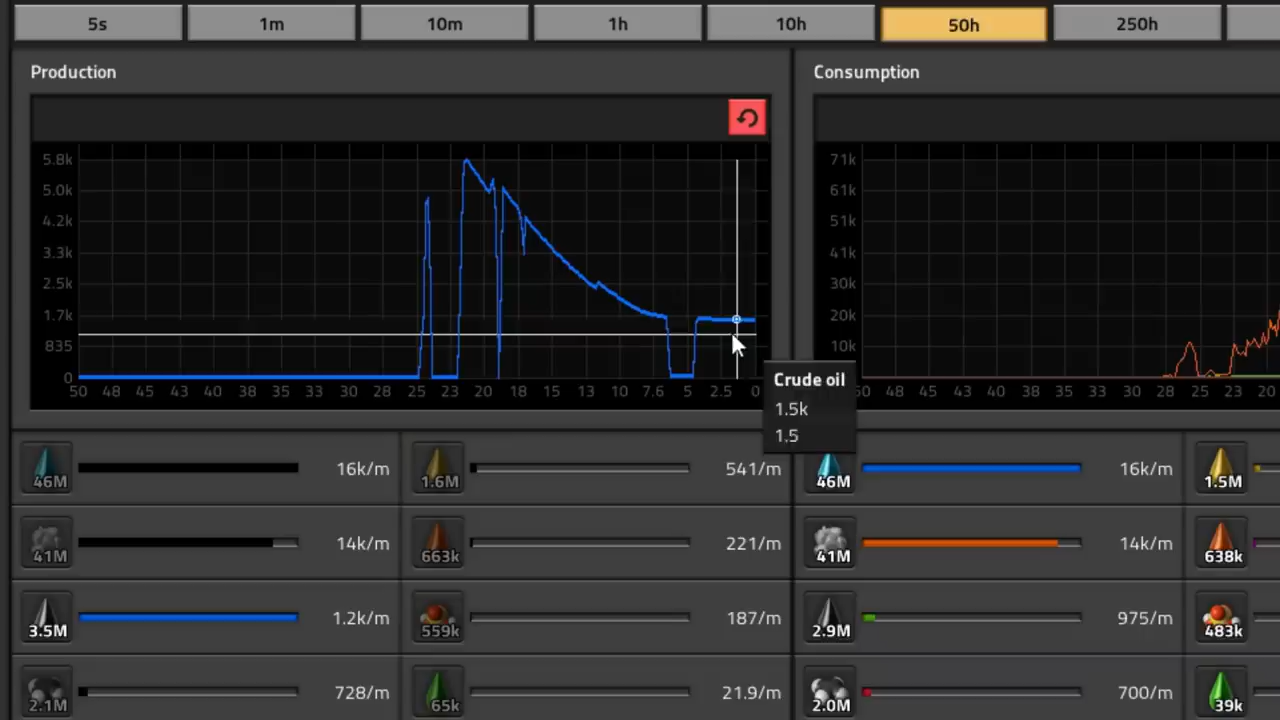 5s 1m 10m 1h 10h 50h 250h
Production
5.8k
5.0k
4.2k
3.3k
2.5k
1.7k
835
0
50 48 45 43 40 38 35 33 30 28 25 23 20 18 15 13 10 7.6 5 2.5 0
Crude oil
1.5k
1.5
46M 16k/m 1.6M 541/m
41M 14k/m 663k 221/m
3.5M 1.2k/m 559k 187/m
2.1M 728/m 65k 21.9/m
Consumption
71k
61k
51k
41k
30k
20k
10k
50 48 45 43 40 38 35 33 30 28 25 23 20
46M 16k/m 1.5M
41M 14k/m 638k
2.9M 975/m 483k
2.0M 700/m 39k